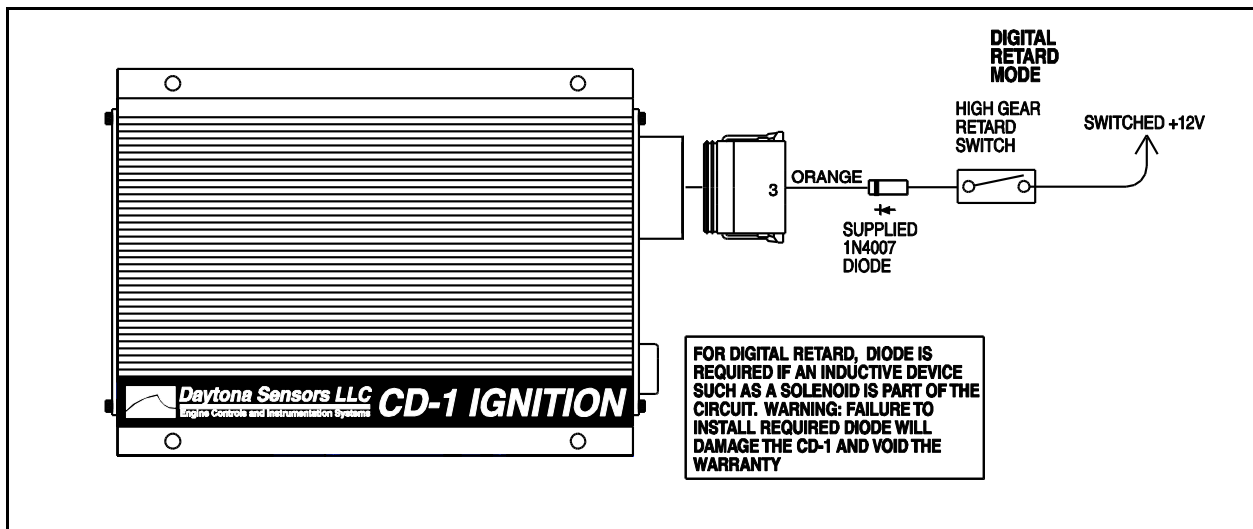 DIGITAL
RETARD
MODE
HIGH GEAR
RETARD
SWITCH
SWITCHED +12V
3
ORANGE
SUPPLIED
1N4007
DIODE
FOR DIGITAL RETARD, DIODE IS
REQUIRED IF AN INDUCTIVE DEVICE
SUCH AS A SOLENOID IS PART OF THE
CIRCUIT. WARNING: FAILURE TO
INSTALL REQUIRED DIODE WILL
DAMAGE THE CD-1 AND VOID THE
WARRANTY
Daytona Sensors LLC
Engine Controls and Instrumentation Systems
CD-1 IGNITION